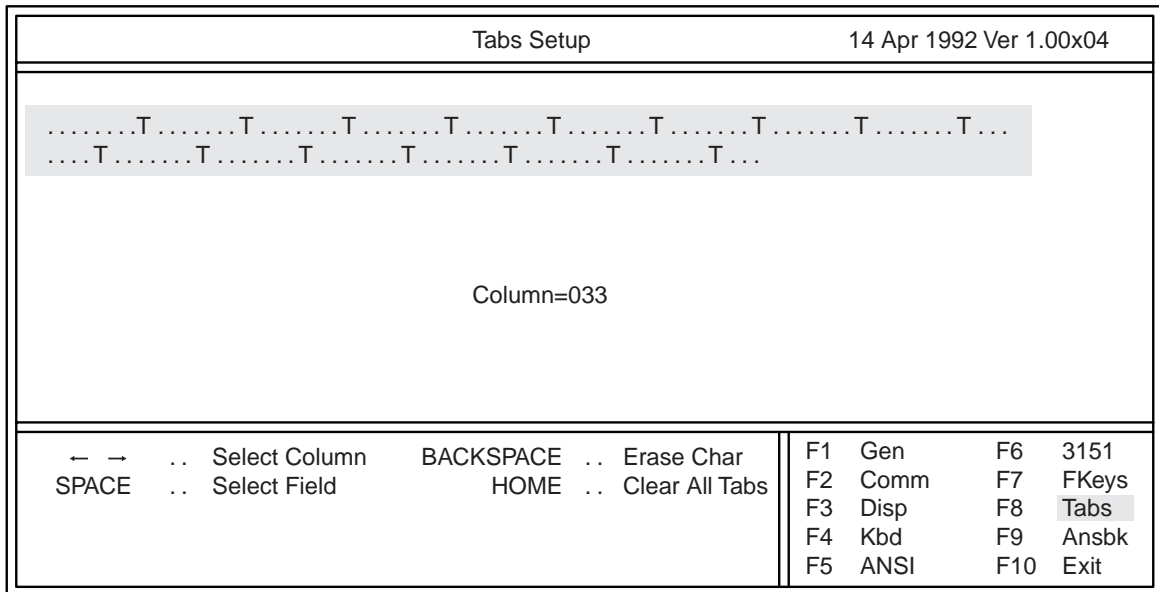 Tabs Setup 14 Apr 1992 Ver 1.00x04
. . . . . . . .T . . . . . . . T . . . . . . . T . . . . . . . T . . . . . . . T . . . . . . . T . . . . . . . T . . . . . . . T . . . . . . . T . . .
. . . . T . . . . . . . T . . . . . . . T . . . . . . . T . . . . . . . T . . . . . . . T . . . . . . . T . . .
Column=033
← → . . Select Column BACKSPACE . . Erase Char
SPACE . . Select Field HOME . . Clear All Tabs
F1 Gen F6 3151
F2 Comm F7 FKeys
F3 Disp F8 Tabs
F4 Kbd F9 Ansbk
F5 ANSI F10 Exit